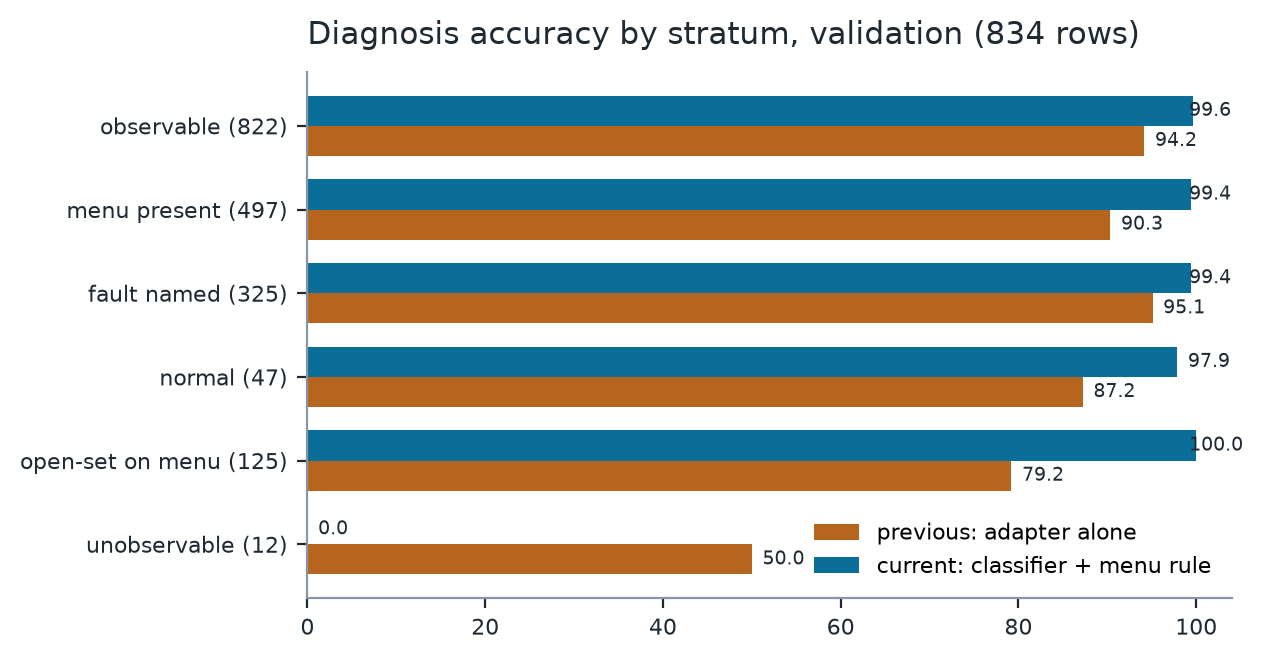 Diagnosis accuracy by stratum, validation (834 rows)
observable (822)
99.6
94.2
menu present (497)
99.4
90.3
fault named (325)
99.4
95.1
normal (47)
97.9
87.2
open-set on menu (125)
100.0
79.2
unobservable (12)
0.0
50.0
previous: adapter alone
current: classifier + menu rule
0 20 40 60 80 100